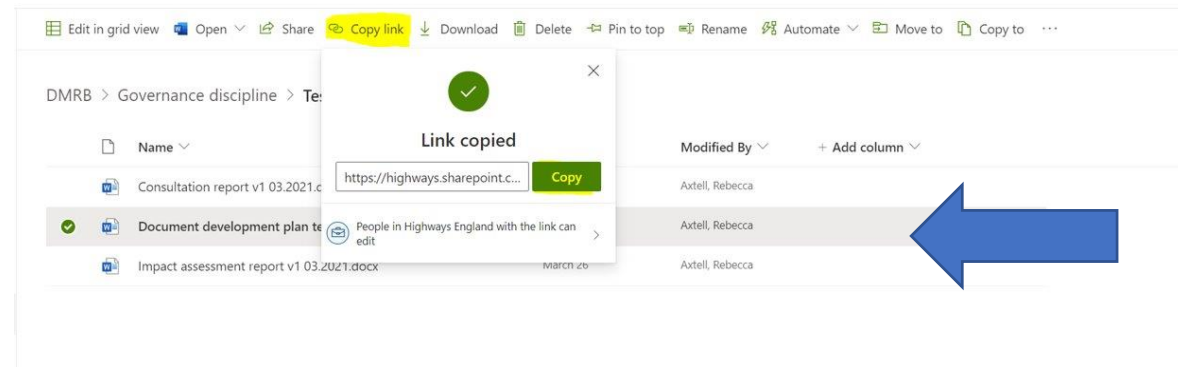 Edit in grid view Open Share Copy link Download Delete Pin to top Rename Automate Move to Copy to ...
DMRB > Governance discipline >
Link copied
Name Modified By + Add column
https://highways.sharepoint.c... Copy
Consultation report v1 03.2021.c Axtell, Rebecca
People in Highways England with the link can
edit
Document development plan te Axtell, Rebecca
Impact assessment report v1 03.2021.docx March 26 Axtell, Rebecca